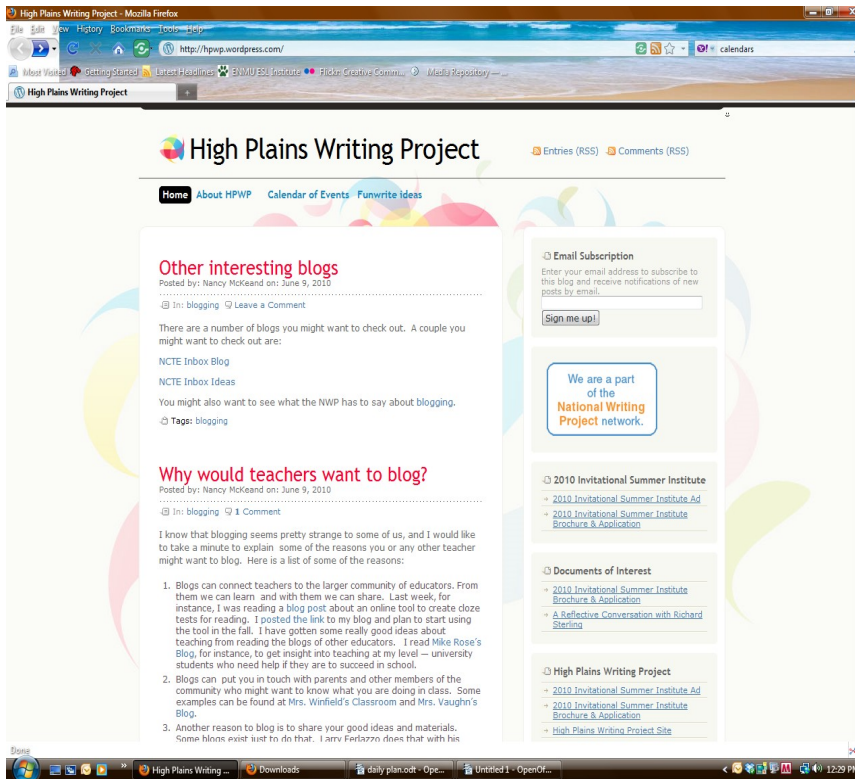 High Plains Writing Project - Mozilla Firefox
File Edit View History Bookmarks Tools Help
http://hpwp.wordpress.com/
calendars
Most Visited Getting Started Latest Headlines ENMU ESL Institute Flickr Creative Comm... Media Repository —
High Plains Writing Project
High Plains Writing Project
Entries (RSS) Comments (RSS)
Home About HPWP Calendar of Events Funwrite ideas
Other interesting blogs
Posted by: Nancy McKeand on: June 9, 2010
In: blogging Leave a Comment
There are a number of blogs you might want to check out. A couple you
might want to check out are:
NCTE Inbox Blog
NCTE Inbox Ideas
You might also want to see what the NWP has to say about blogging.
Tags: blogging
Why would teachers want to blog?
Posted by: Nancy McKeand on: June 9, 2010
In: blogging 1 Comment
I know that blogging seems pretty strange to some of us, and I would like
to take a minute to explain some of the reasons you or any other teacher
might want to blog. Here is a list of some of the reasons:
1. Blogs can connect teachers to the larger community of educators. From
them we can learn and with them we can share. Last week, for
instance, I was reading a blog post about an online tool to create cloze
tests for reading. I posted the link to my blog and plan to start using
the tool in the fall. I have gotten some really good ideas about
teaching from reading the blogs of other educators. I read Mike Rose's
Blog, for instance, to get insight into teaching at my level — university
students who need help if they are to succeed in school.
2. Blogs can put you in touch with parents and other members of the
community who might want to know what you are doing in class. Some
examples can be found at Mrs. Winfield's Classroom and Mrs. Vaughn's
Blog.
3. Another reason to blog is to share your good ideas and materials.
Some blogs exist just to do that. Larry Ferlazzo does that with his
Email Subscription
Enter your email address to subscribe to
this blog and receive notifications of new
posts by email.
Sign me up!
We are a part
of the
National Writing
Project network.
2010 Invitational Summer Institute
2010 Invitational Summer Institute Ad
2010 Invitational Summer Institute
Brochure & Application
Documents of Interest
2010 Invitational Summer Institute
Brochure & Application
A Reflective Conversation with Richard
Sterling
High Plains Writing Project
2010 Invitational Summer Institute Ad
2010 Invitational Summer Institute
Brochure & Application
High Plains Writing Project Site
Done
High Plains Writing ... Downloads daily plan.odt - Ope... Untitled 1 - OpenOf... 12:29 PM